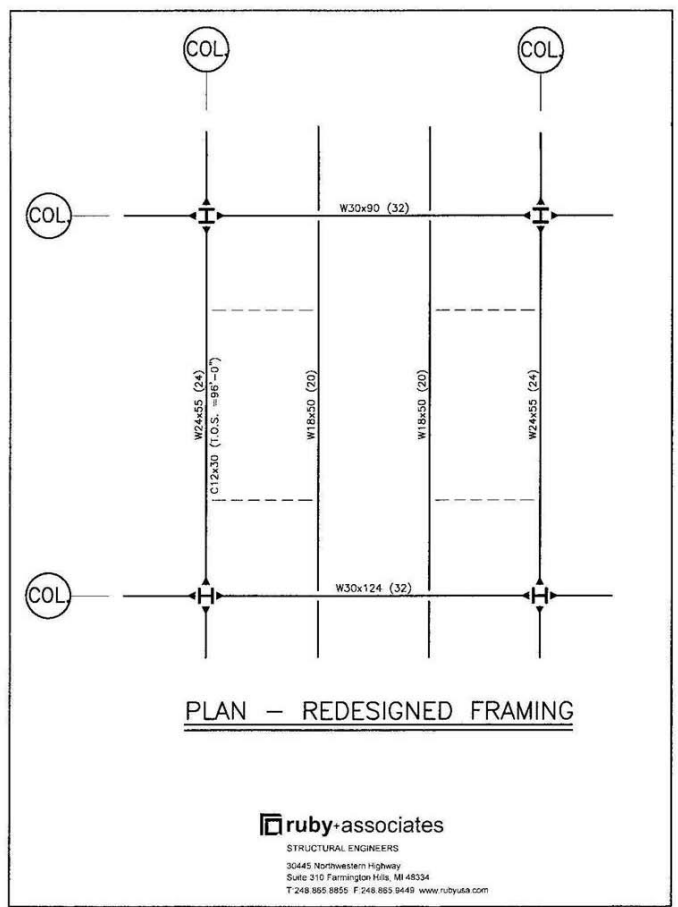 COL.
COL.
COL.
W30x90 (32)
W24x55 (24)
C12x30 (T.O.S. =96'-0")
W18x50 (20)
W18x50 (20)
W24x55 (24)
COL.
W30x124 (32)
PLAN - REDESIGNED FRAMING
ruby+associates
STRUCTURAL ENGINEERS
30445 Northwestern Highway
Suite 310 Farmington Hills, MI 48334
T:248.865.8855 F:248.865.9449 www.rubyusa.com